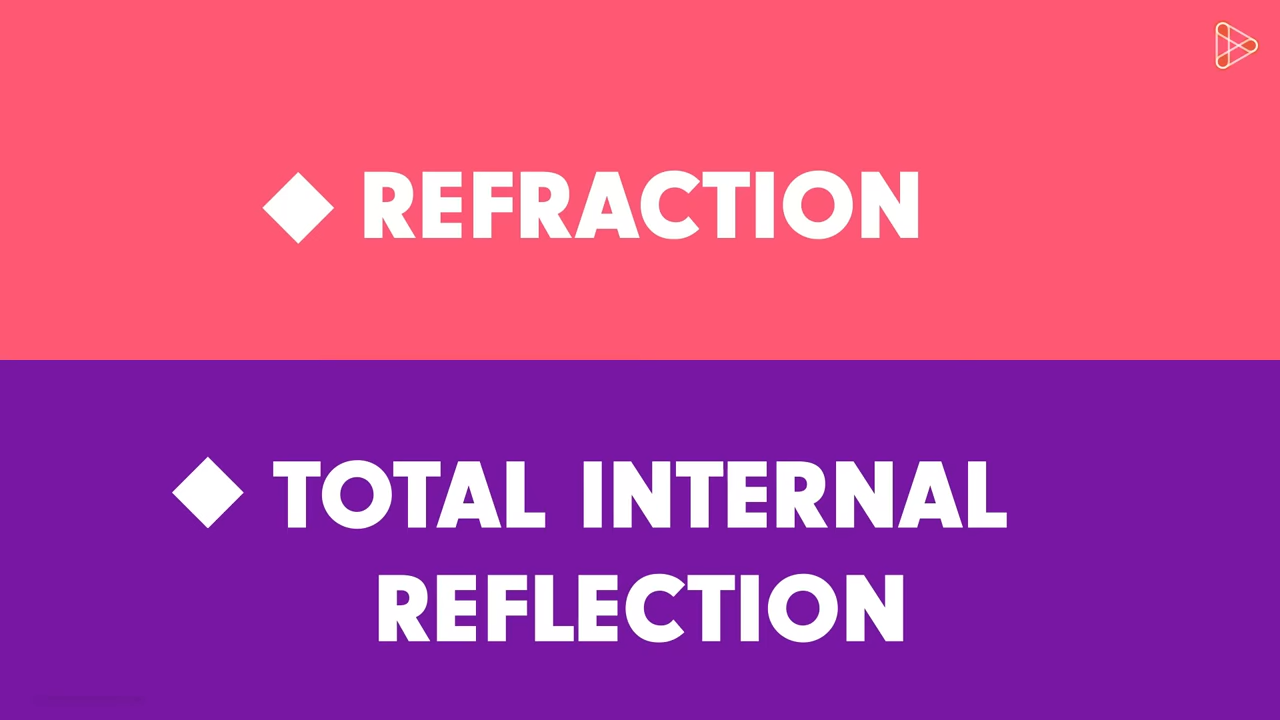 ◆ REFRACTION
◆ TOTAL INTERNAL
REFLECTION